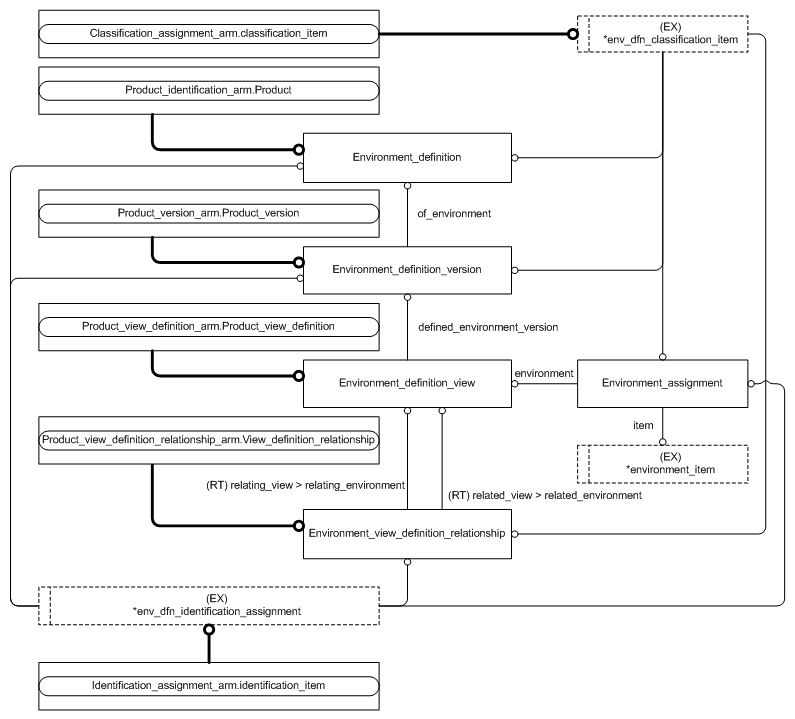 Classification_assignment_arm.classification_item
(EX)
*env_dfn_classification_item
Product_identification_arm.Product
Environment_definition
Product_version_arm.Product_version
of_environment
Environment_definition_version
Product_view_definition_arm.Product_view_definition
defined_environment_version
Environment_definition_view
environment
Environment_assignment
Product_view_definition_relationship_arm.View_definition_relationship
item
(EX)
*environment_item
(RT) relating_view > relating_environment
(RT) related_view > related_environment
Environment_view_definition_relationship
(EX)
*env_dfn_identification_assignment
Identification_assignment_arm.identification_item